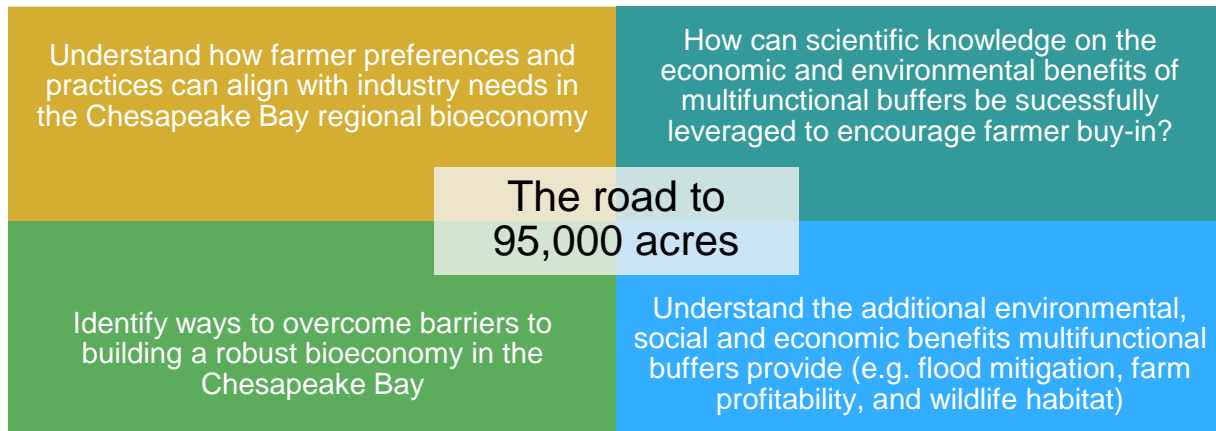 Understand how farmer preferences and
practices can align with industry needs in
the Chesapeake Bay regional bioeconomy
How can scientific knowledge on the
economic and environmental benefits of
multifunctional buffers be sucessfully
leveraged to encourage farmer buy-in?
The road to
95,000 acres
Identify ways to overcome barriers to
building a robust bioeconomy in the
Chesapeake Bay
Understand the additional environmental,
social and economic benefits multifunctional
buffers provide (e.g. flood mitigation, farm
profitability, and wildlife habitat)